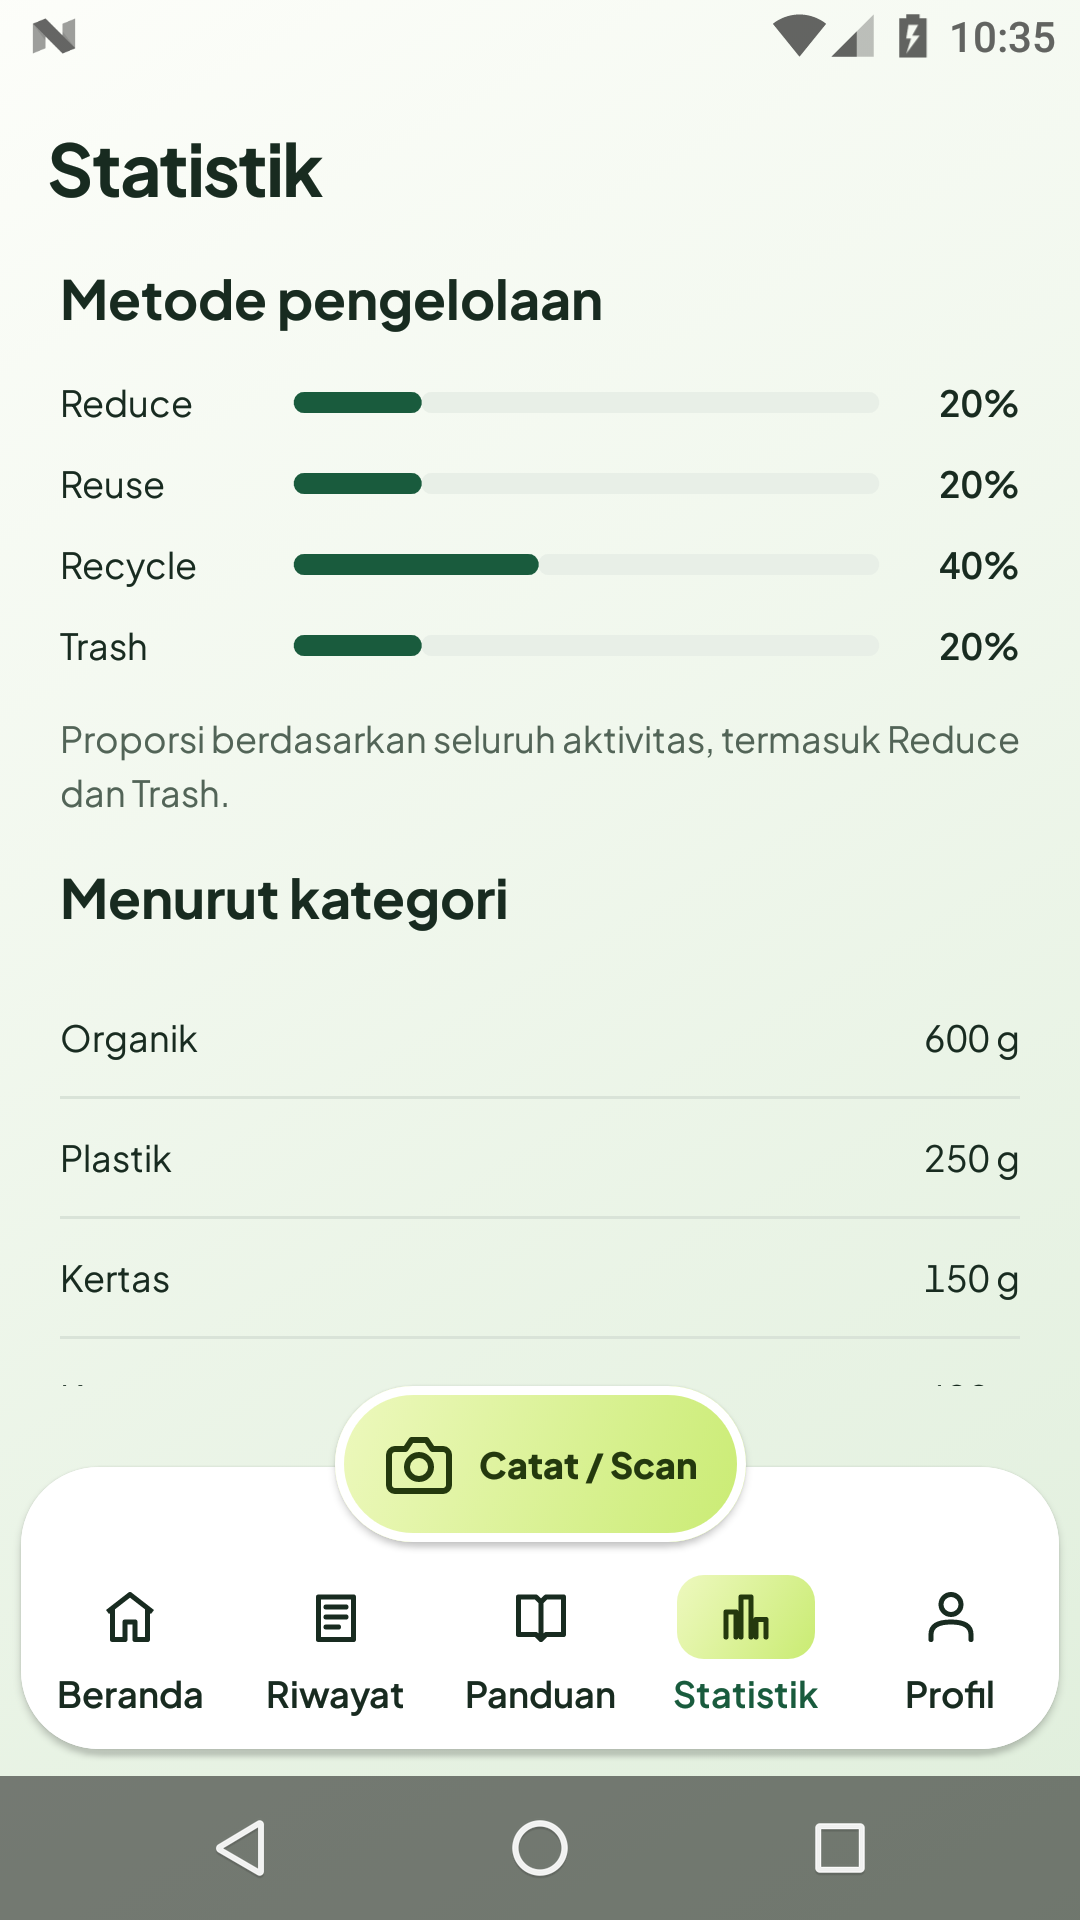 10:35
Statistik
Metode pengelolaan
Reduce 20%
Reuse 20%
Recycle 40%
Trash 20%
Proporsi berdasarkan seluruh aktivitas, termasuk Reduce
dan Trash.
Menurut kategori
Organik 600 g
Plastik 250 g
Kertas 150 g
Catat / Scan
Beranda Riwayat Panduan Statistik Profil